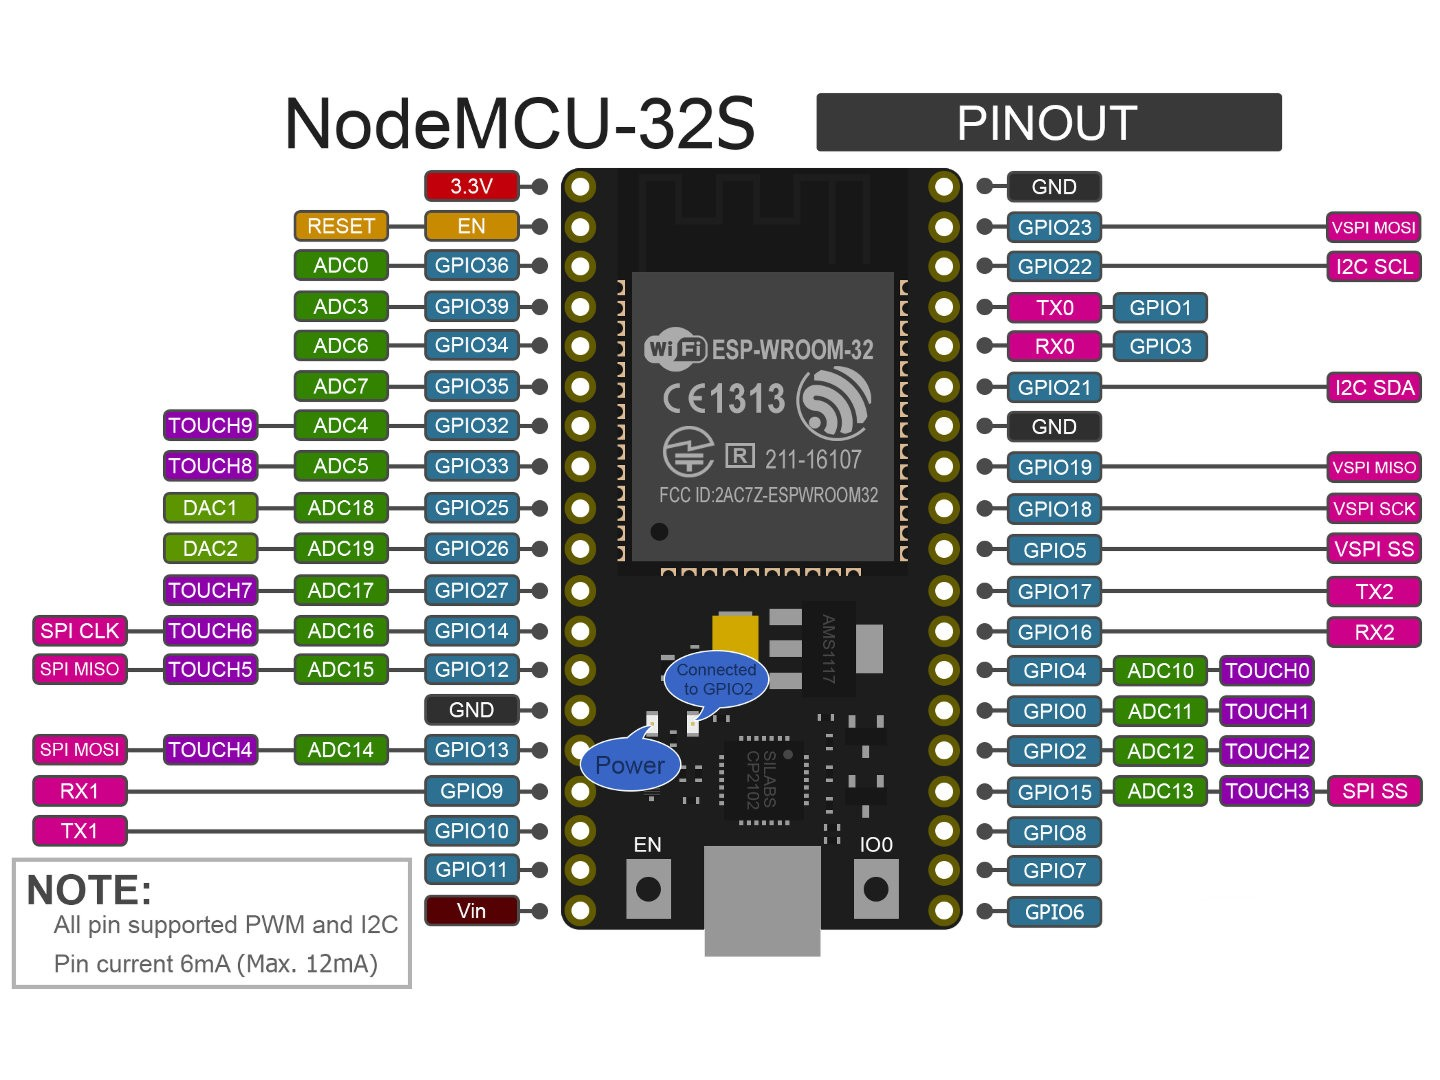 NodeMCU-32S
PINOUT
3.3V
GND
RESET EN
GPIO23 VSPI MOSI
ADC0 GPIO36
GPIO22 I2C SCL
ADC3 GPIO39
TX0 GPIO1
ADC6 GPIO34
RX0 GPIO3
ADC7 GPIO35
GPIO21 I2C SDA
TOUCH9 ADC4 GPIO32
GND
TOUCH8 ADC5 GPIO33
GPIO19 VSPI MISO
DAC1 ADC18 GPIO25
GPIO18 VSPI SCK
DAC2 ADC19 GPIO26
GPIO5 VSPI SS
TOUCH7 ADC17 GPIO27
GPIO17 TX2
SPI CLK TOUCH6 ADC16 GPIO14
GPIO16 RX2
SPI MISO TOUCH5 ADC15 GPIO12
GPIO4 ADC10 TOUCH0
GND
GPIO0 ADC11 TOUCH1
SPI MOSI TOUCH4 ADC14 GPIO13
GPIO2 ADC12 TOUCH2
RX1 GPIO9
GPIO15 ADC13 TOUCH3 SPI SS
TX1 GPIO10
GPIO8
GPIO11
GPIO7
Vin
GPIO6
WiFi ESP-WROOM-32
CE1313
R 211-16107
FCC ID:2AC7Z-ESPWROOM32
AMS1117
Connected
to GPIO2
Power
SILABS
CP2102
EN
IO0
NOTE:
All pin supported PWM and I2C
Pin current 6mA (Max. 12mA)